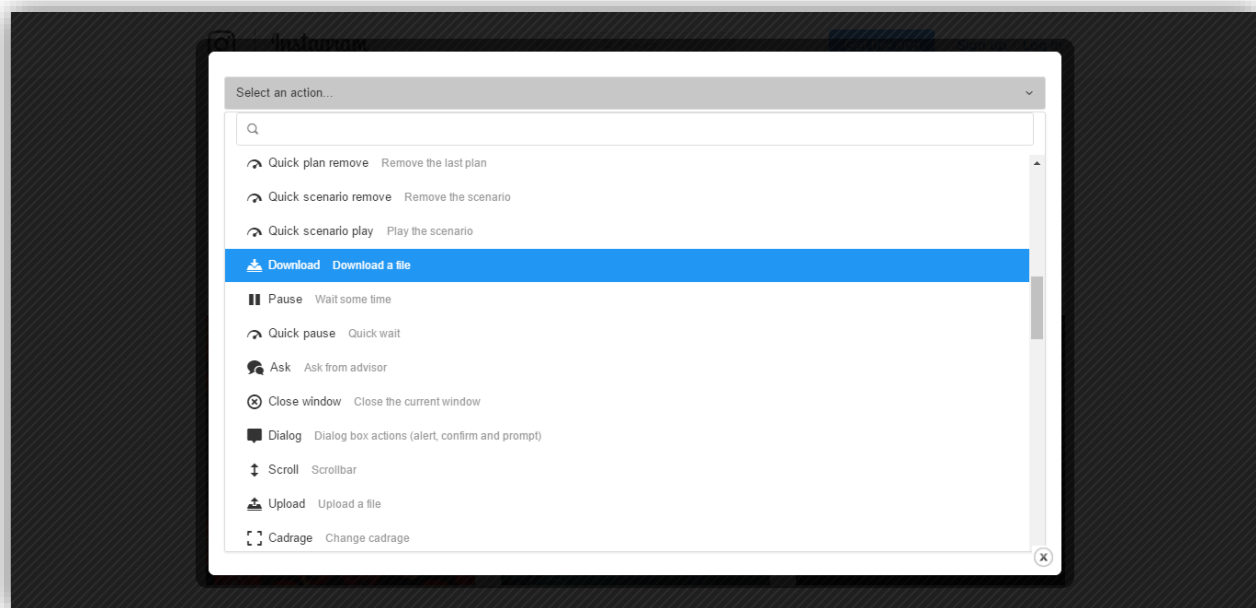 Instagram
Select an action...
Quick plan remove Remove the last plan
Quick scenario remove Remove the scenario
Quick scenario play Play the scenario
Download Download a file
Pause Wait some time
Quick pause Quick wait
Ask Ask from advisor
Close window Close the current window
Dialog Dialog box actions (alert, confirm and prompt)
Scroll Scrollbar
Upload Upload a file
Cadrage Change cadrage